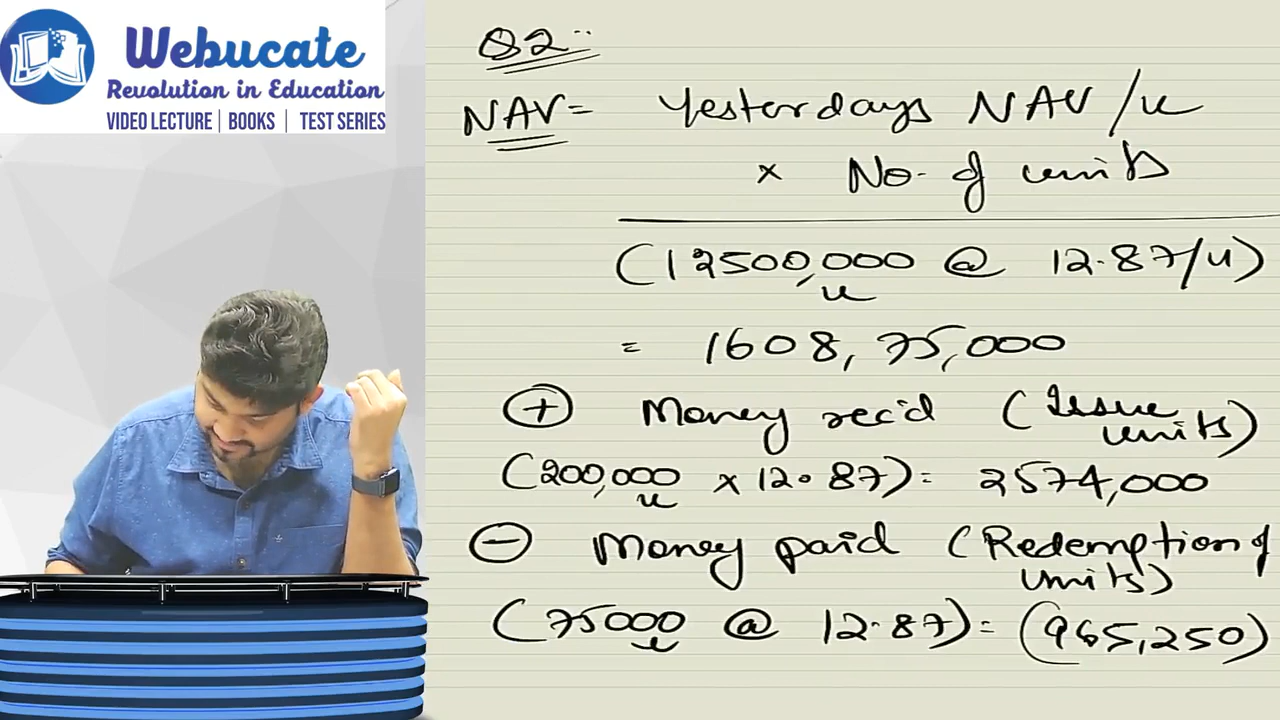 Webucate
Revolution in Education
VIDEO LECTURE | BOOKS | TEST SERIES
Q2:-
NAV= Yesterdays NAV/u
× No. of units
(12500,000 @ 12.87/u)
u
= 1608,75,000
+ Money rec'd (Issue
units)
(200,000 × 12.87)= 2574,000
u
- Money paid (Redemption of
units)
(75000 @ 12.87)= (965,250)
u